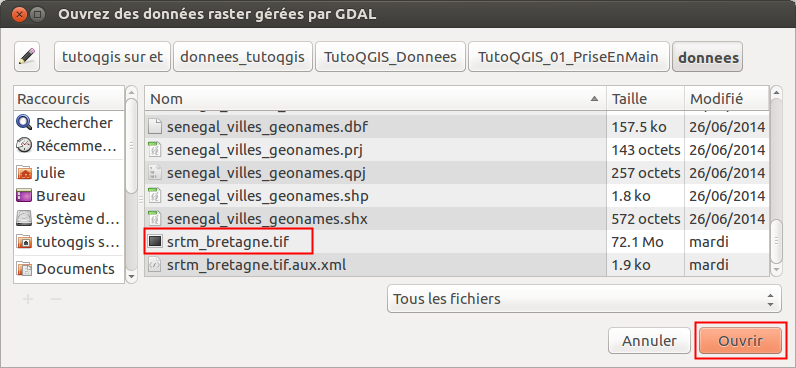 Ouvrez des données raster gérées par GDAL
tutoqgis sur et donnees_tutoqgis TutoQGIS_Donnees TutoQGIS_01_PriseEnMain donnees
Raccourcis Nom Taille Modifié
Rechercher senegal_villes_geonames.dbf 157.5 ko 26/06/2014
Récemme... senegal_villes_geonames.prj 143 octets 26/06/2014
julie senegal_villes_geonames.qpj 257 octets 26/06/2014
Bureau senegal_villes_geonames.shp 1.8 ko 26/06/2014
Système d... senegal_villes_geonames.shx 572 octets 26/06/2014
tutoqgis s... srtm_bretagne.tif 72.1 Mo mardi
Documents srtm_bretagne.tif.aux.xml 1.9 ko mardi
Tous les fichiers
Annuler Ouvrir